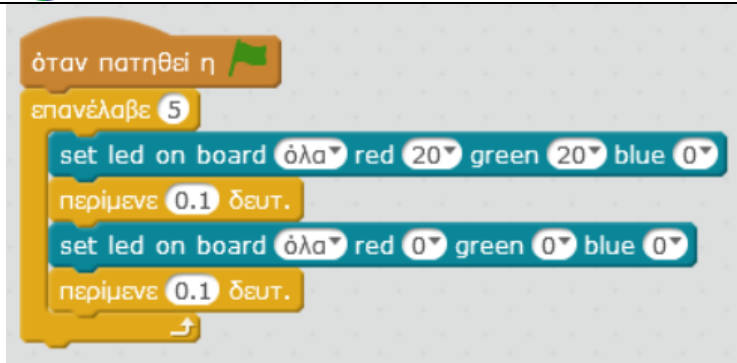 όταν πατηθεί η
επανέλαβε 5
set led on board όλα red 20 green 20 blue 0
περίμενε 0.1 δευτ.
set led on board όλα red 0 green 0 blue 0
περίμενε 0.1 δευτ.